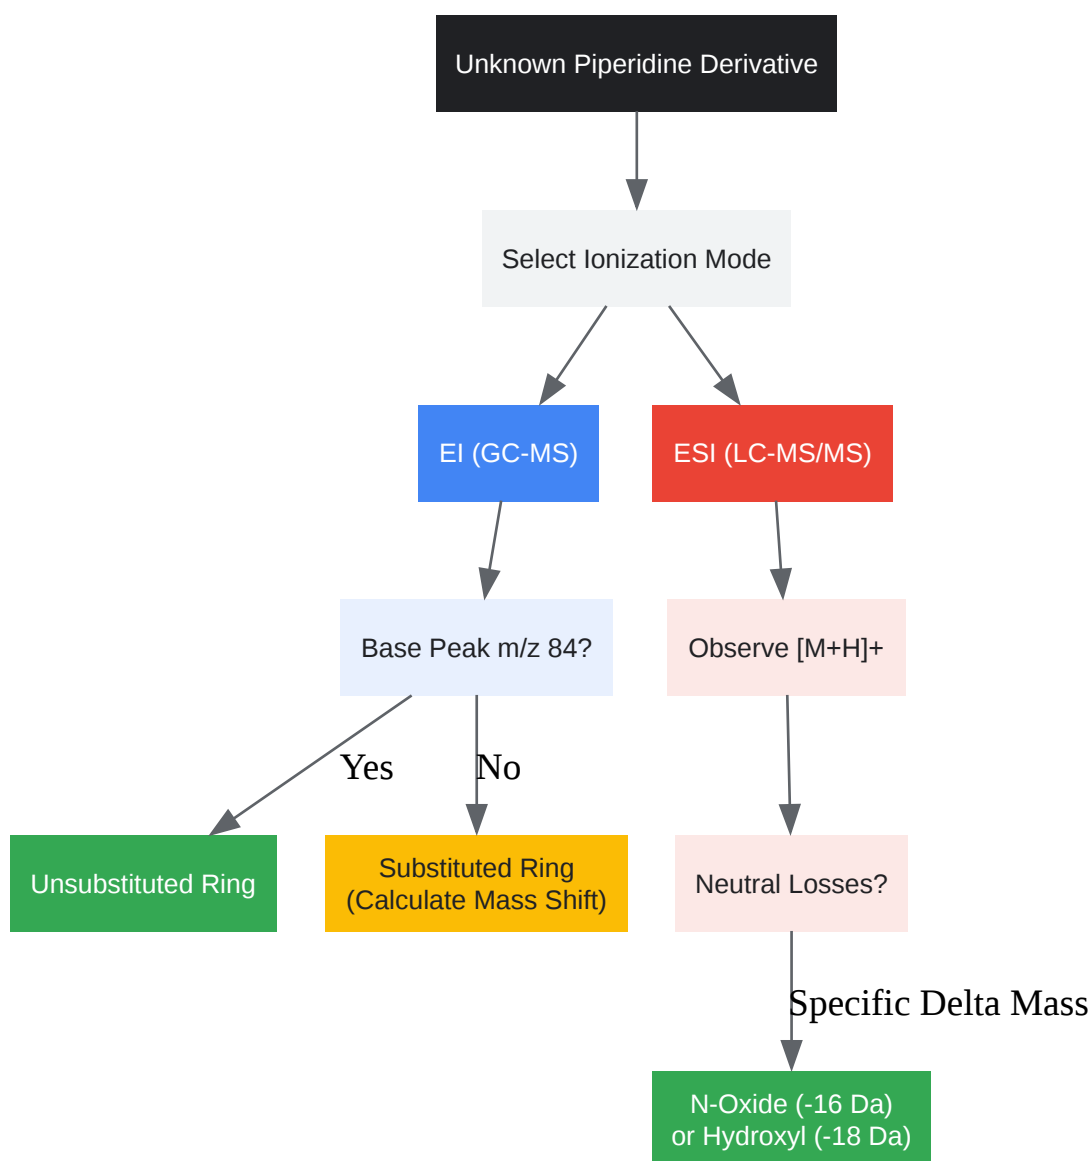 Unknown Piperidine Derivative
Select Ionization Mode
EI (GC-MS)
ESI (LC-MS/MS)
Base Peak m/z 84?
Observe [M+H]+
Yes
No
Unsubstituted Ring
Substituted Ring
(Calculate Mass Shift)
Neutral Losses?
Specific Delta Mass
N-Oxide (-16 Da)
or Hydroxyl (-18 Da)